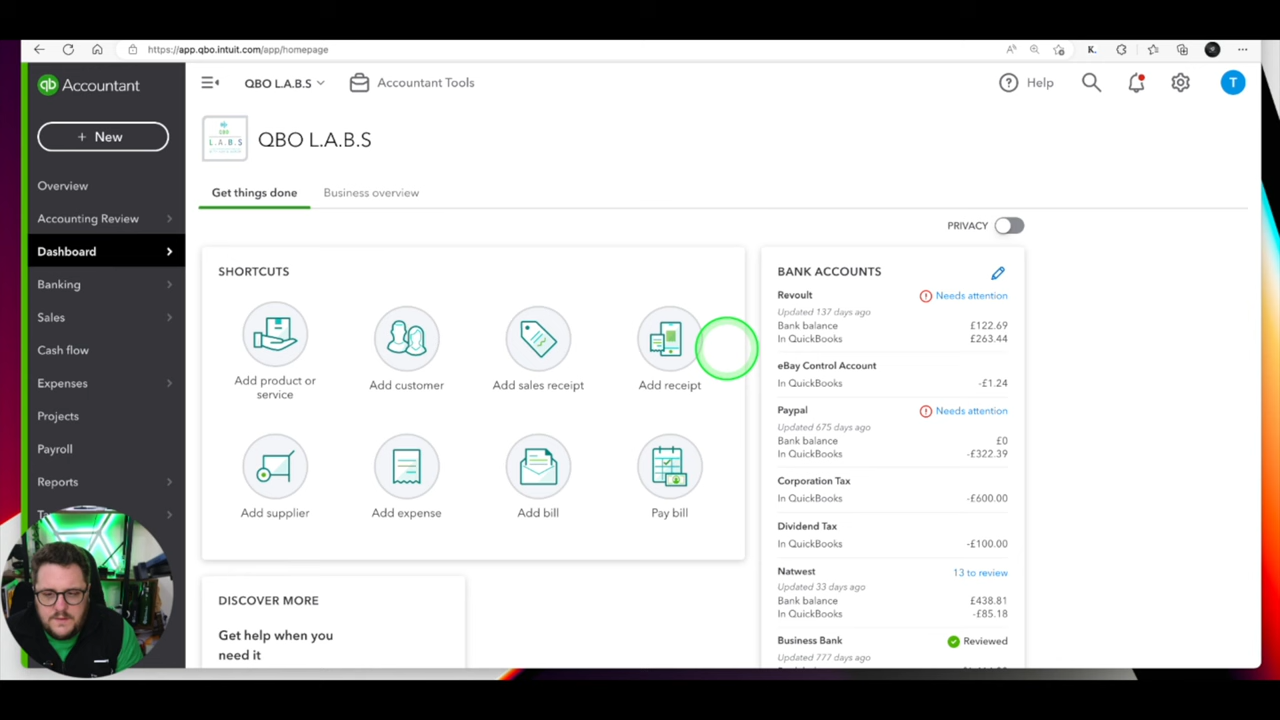 https://app.qbo.intuit.com/app/homepage
K.
qb Accountant
QBO L.A.B.S
Accountant Tools
Help
T
+ New
QBO
L.A.B.S
QBO L.A.B.S
Overview
Get things done
Business overview
Accounting Review
PRIVACY
Dashboard
SHORTCUTS
BANK ACCOUNTS
Banking
Revoult
Needs attention
Updated 137 days ago
Sales
Bank balance £122.69
In QuickBooks £263.44
Cash flow
eBay Control Account
Expenses
Add product or
service
Add customer
Add sales receipt
Add receipt
In QuickBooks -£1.24
Projects
Paypal
Needs attention
Updated 675 days ago
Bank balance £0
In QuickBooks -£322.39
Payroll
Reports
Corporation Tax
In QuickBooks -£600.00
Add supplier
Add expense
Add bill
Pay bill
Dividend Tax
In QuickBooks -£100.00
Natwest
13 to review
Updated 33 days ago
Bank balance £438.81
In QuickBooks -£85.18
DISCOVER MORE
Get help when you
need it
Business Bank
Reviewed
Updated 777 days ago